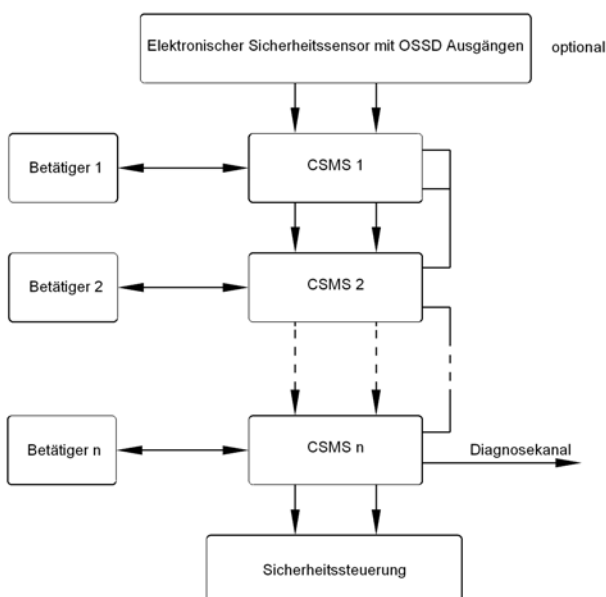 Elektronischer Sicherheitssensor mit OSSD Ausgängen
optional
Betätiger 1
CSMS 1
Betätiger 2
CSMS 2
Betätiger n
CSMS n
Diagnosekanal
Sicherheitssteuerung